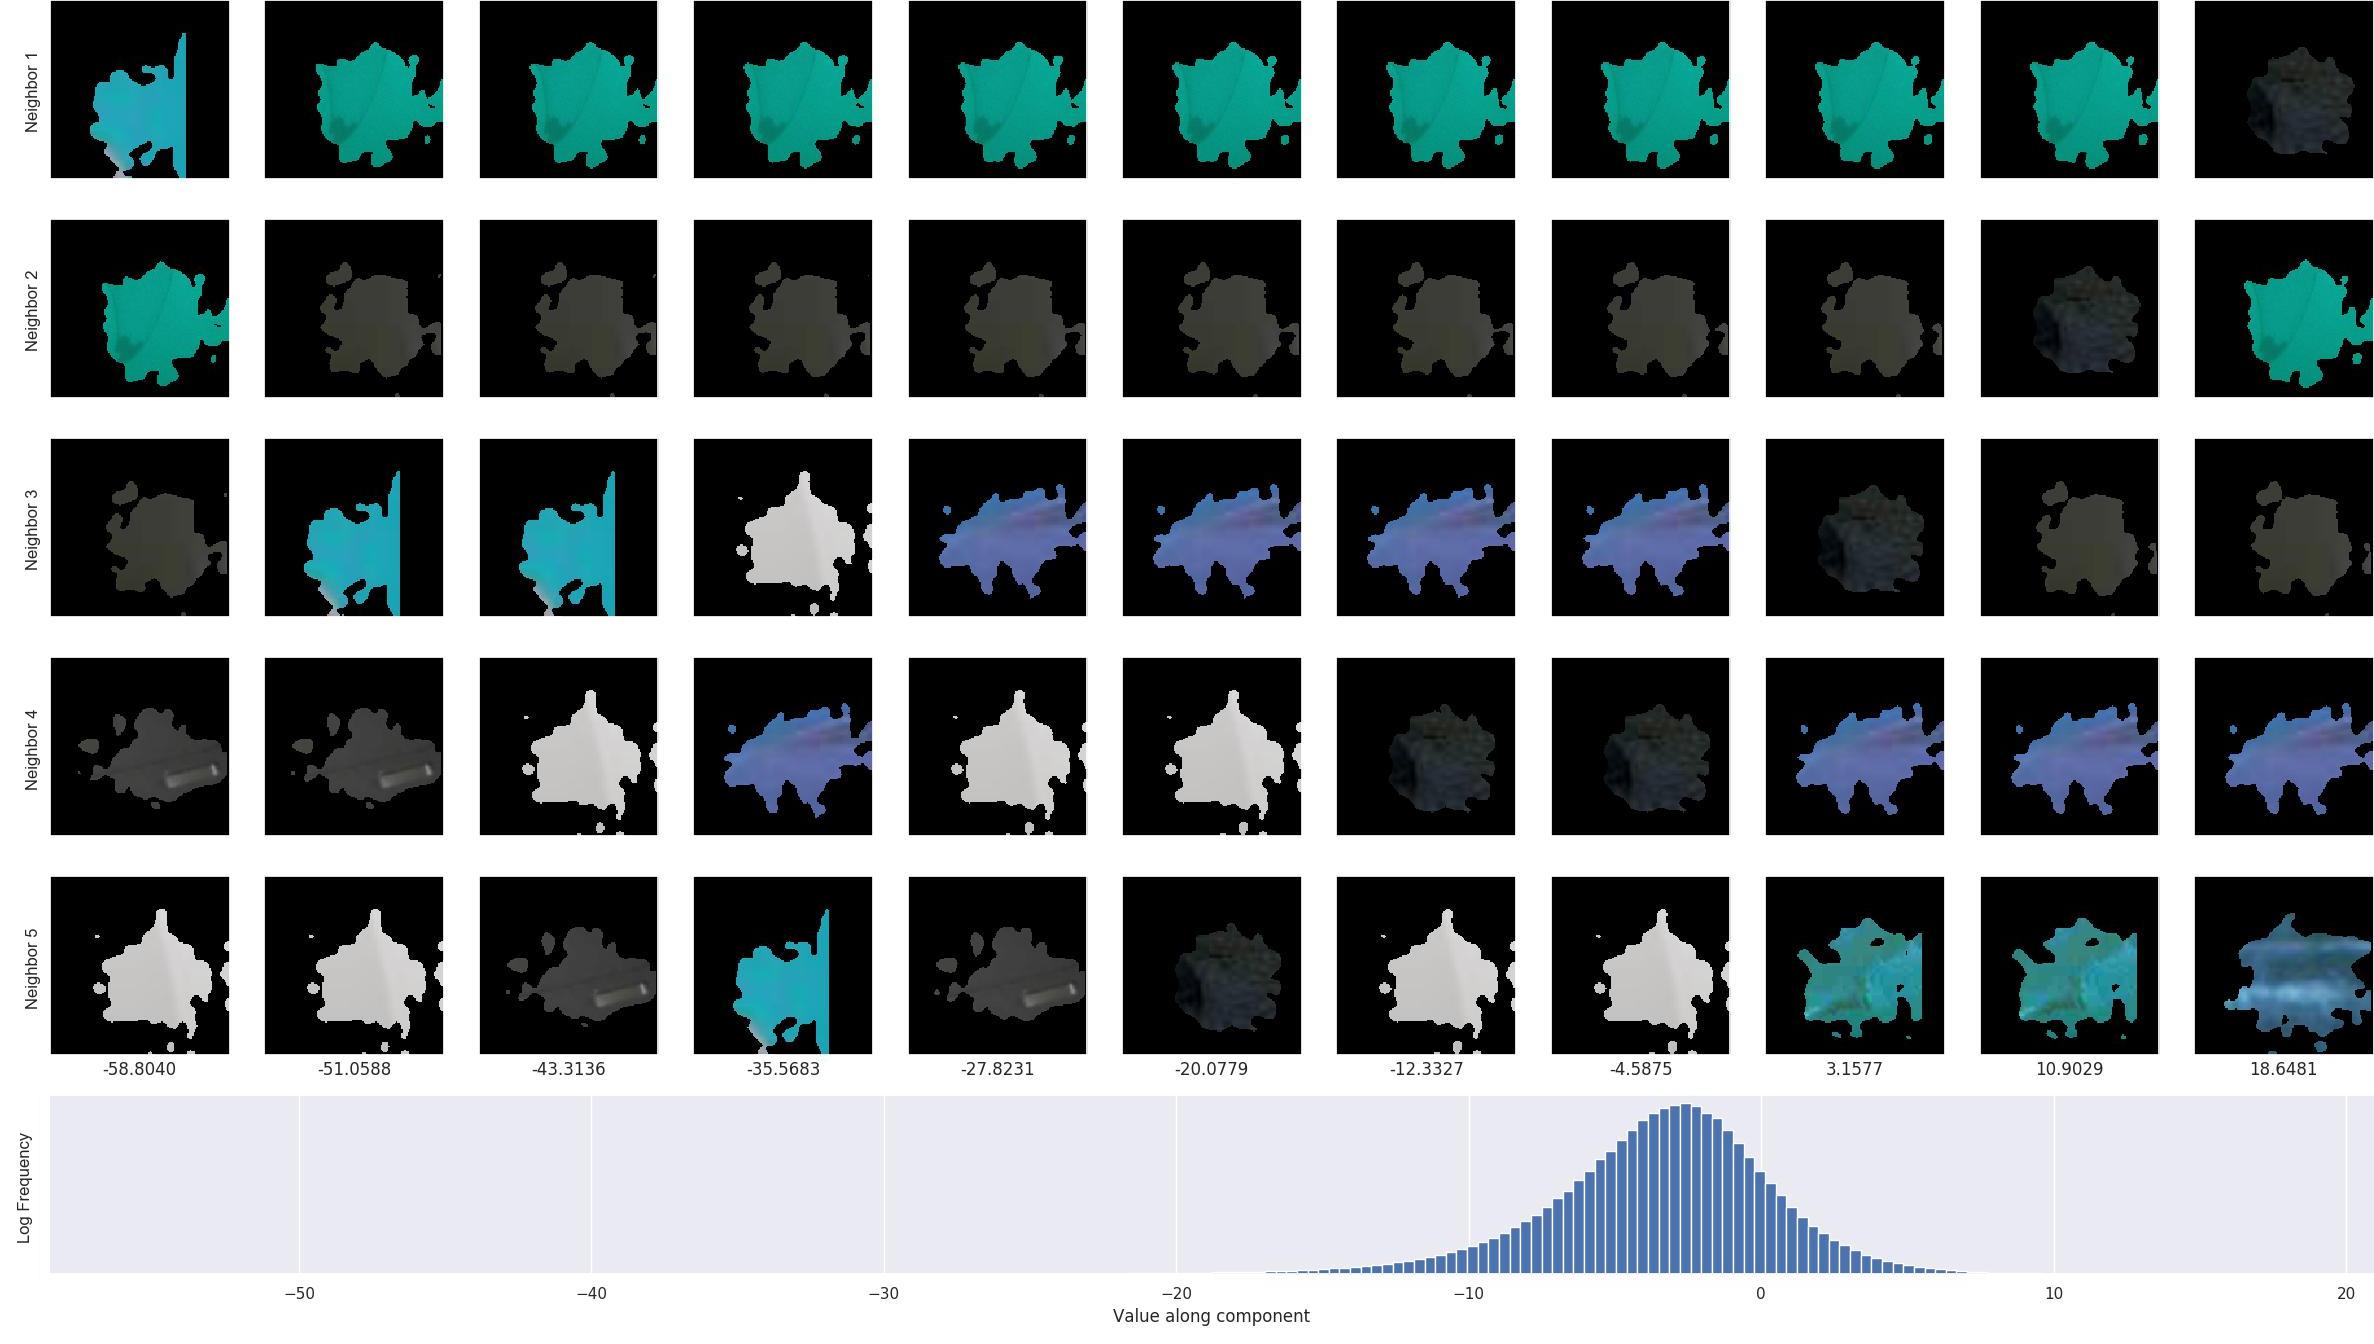 Neighbor 1
Neighbor 2
Neighbor 3
Neighbor 4
Neighbor 5
-58.8040 -51.0588 -43.3136 -35.5683 -27.8231 -20.0779 -12.3327 -4.5875 3.1577 10.9029 18.6481
Log Frequency
−50 −40 −30 −20 −10 0 10 20
Value along component